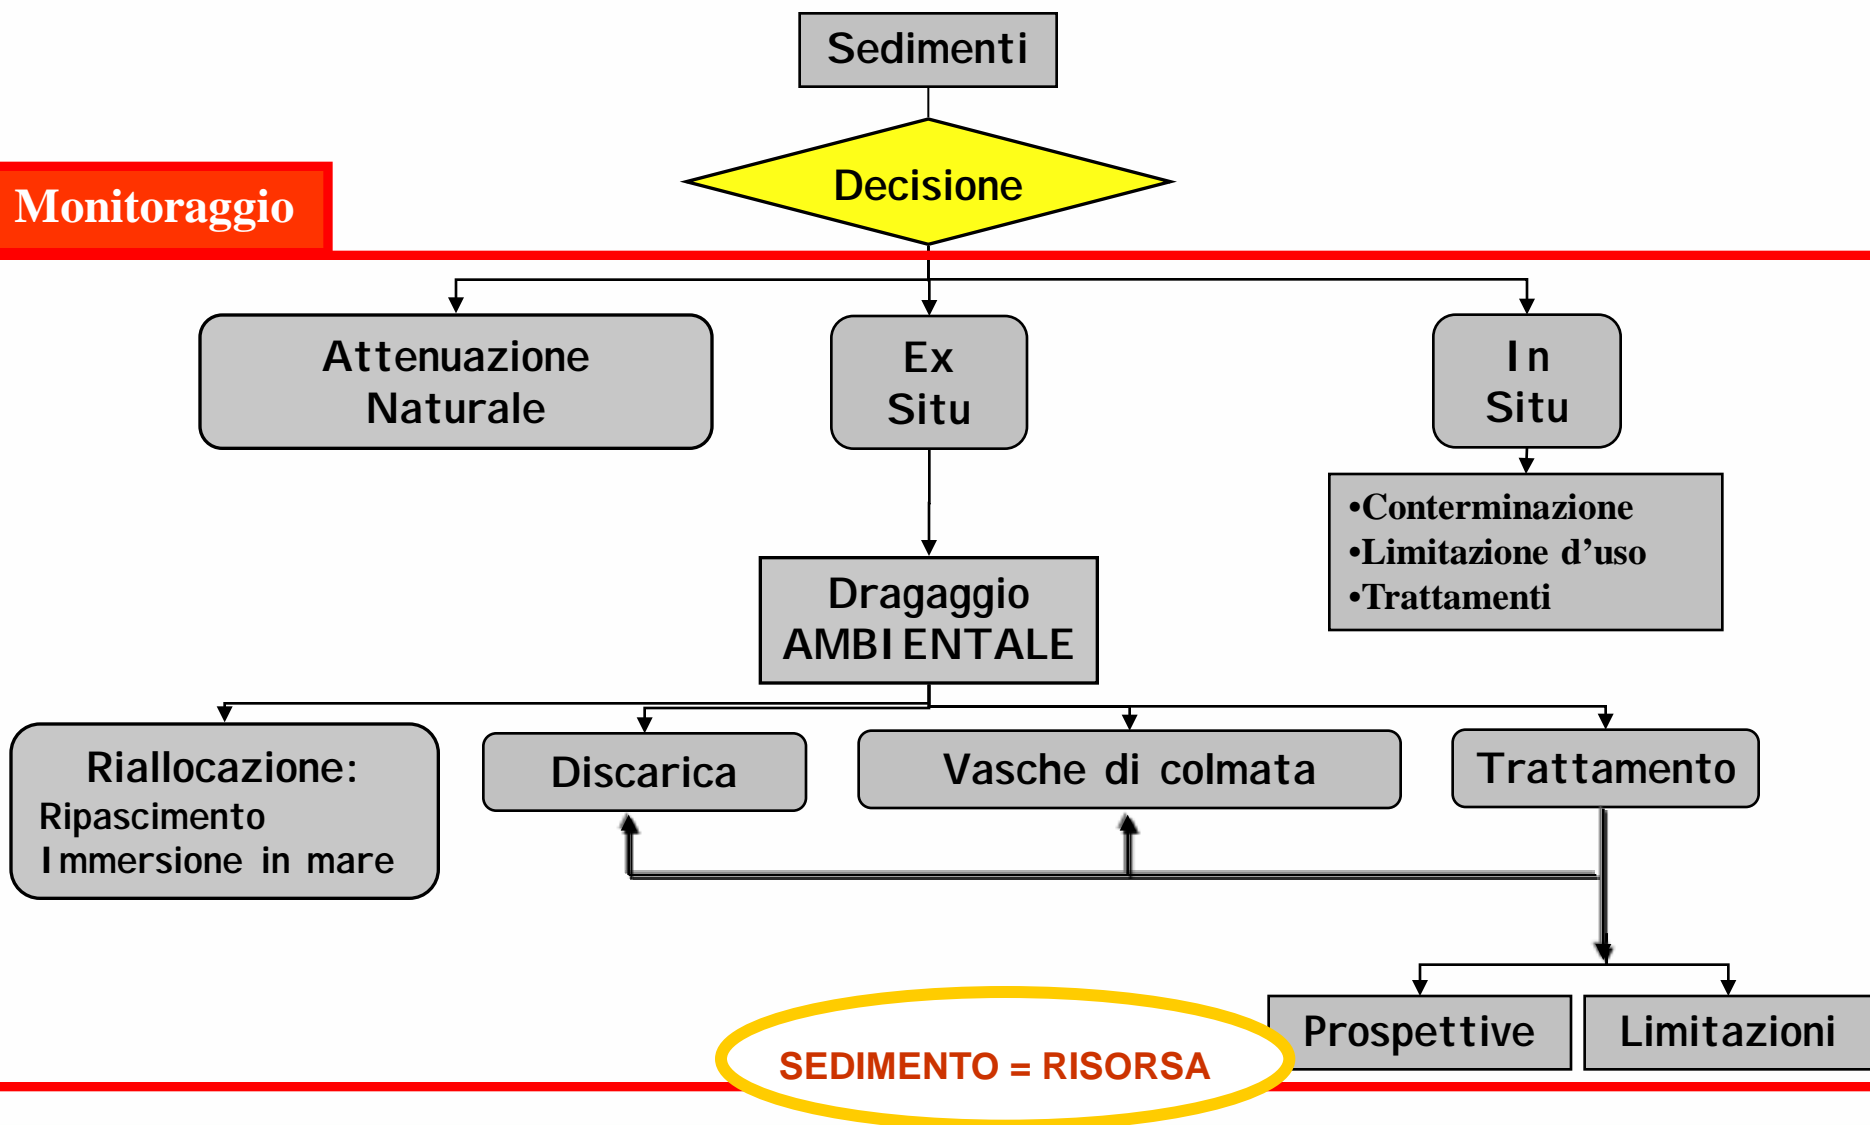 Sedimenti
Decisione
Monitoraggio
Attenuazione
Naturale
Ex
Situ
In
Situ
•Conterminazione
•Limitazione d’uso
•Trattamenti
Dragaggio
AMBIENTALE
Riallocazione:
Ripascimento
Immersione in mare
Discarica
Vasche di colmata
Trattamento
Prospettive
Limitazioni
SEDIMENTO = RISORSA